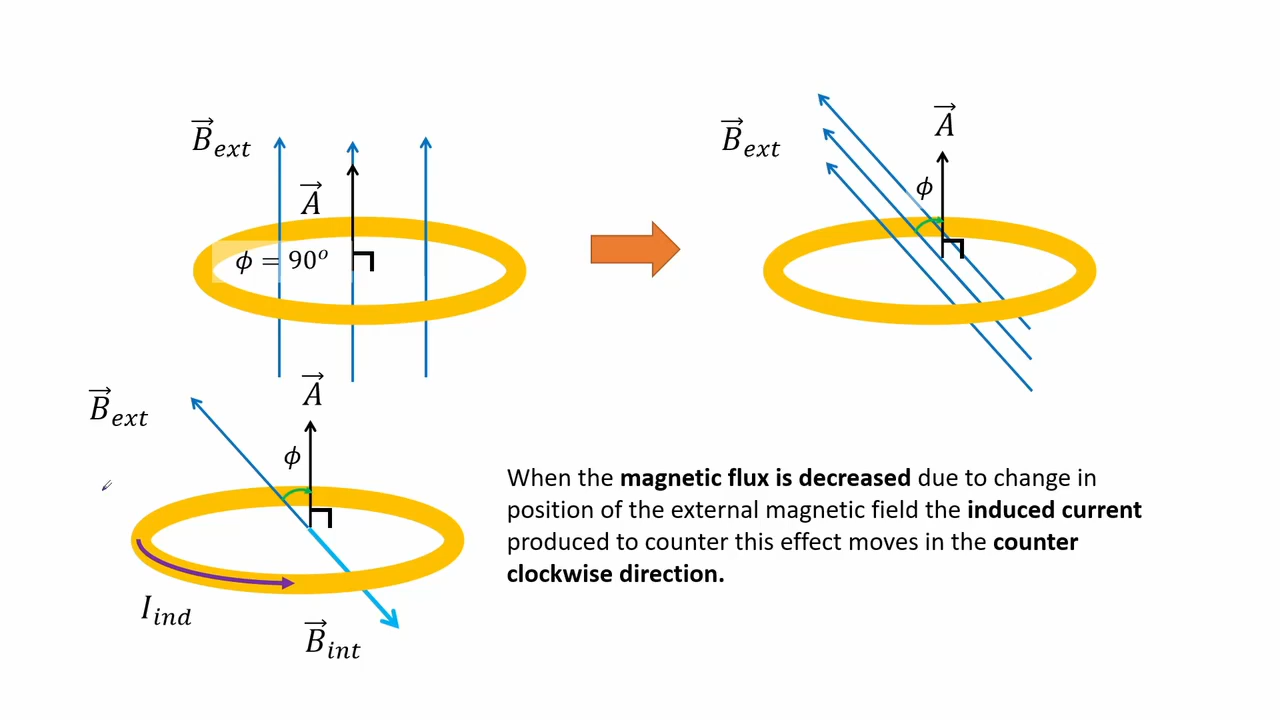 B⃗ext
A⃗
ϕ = 90°
B⃗ext
A⃗
ϕ
B⃗ext
A⃗
ϕ
Iind
B⃗int
When the magnetic flux is decreased due to change in
position of the external magnetic field the induced current
produced to counter this effect moves in the counter
clockwise direction.